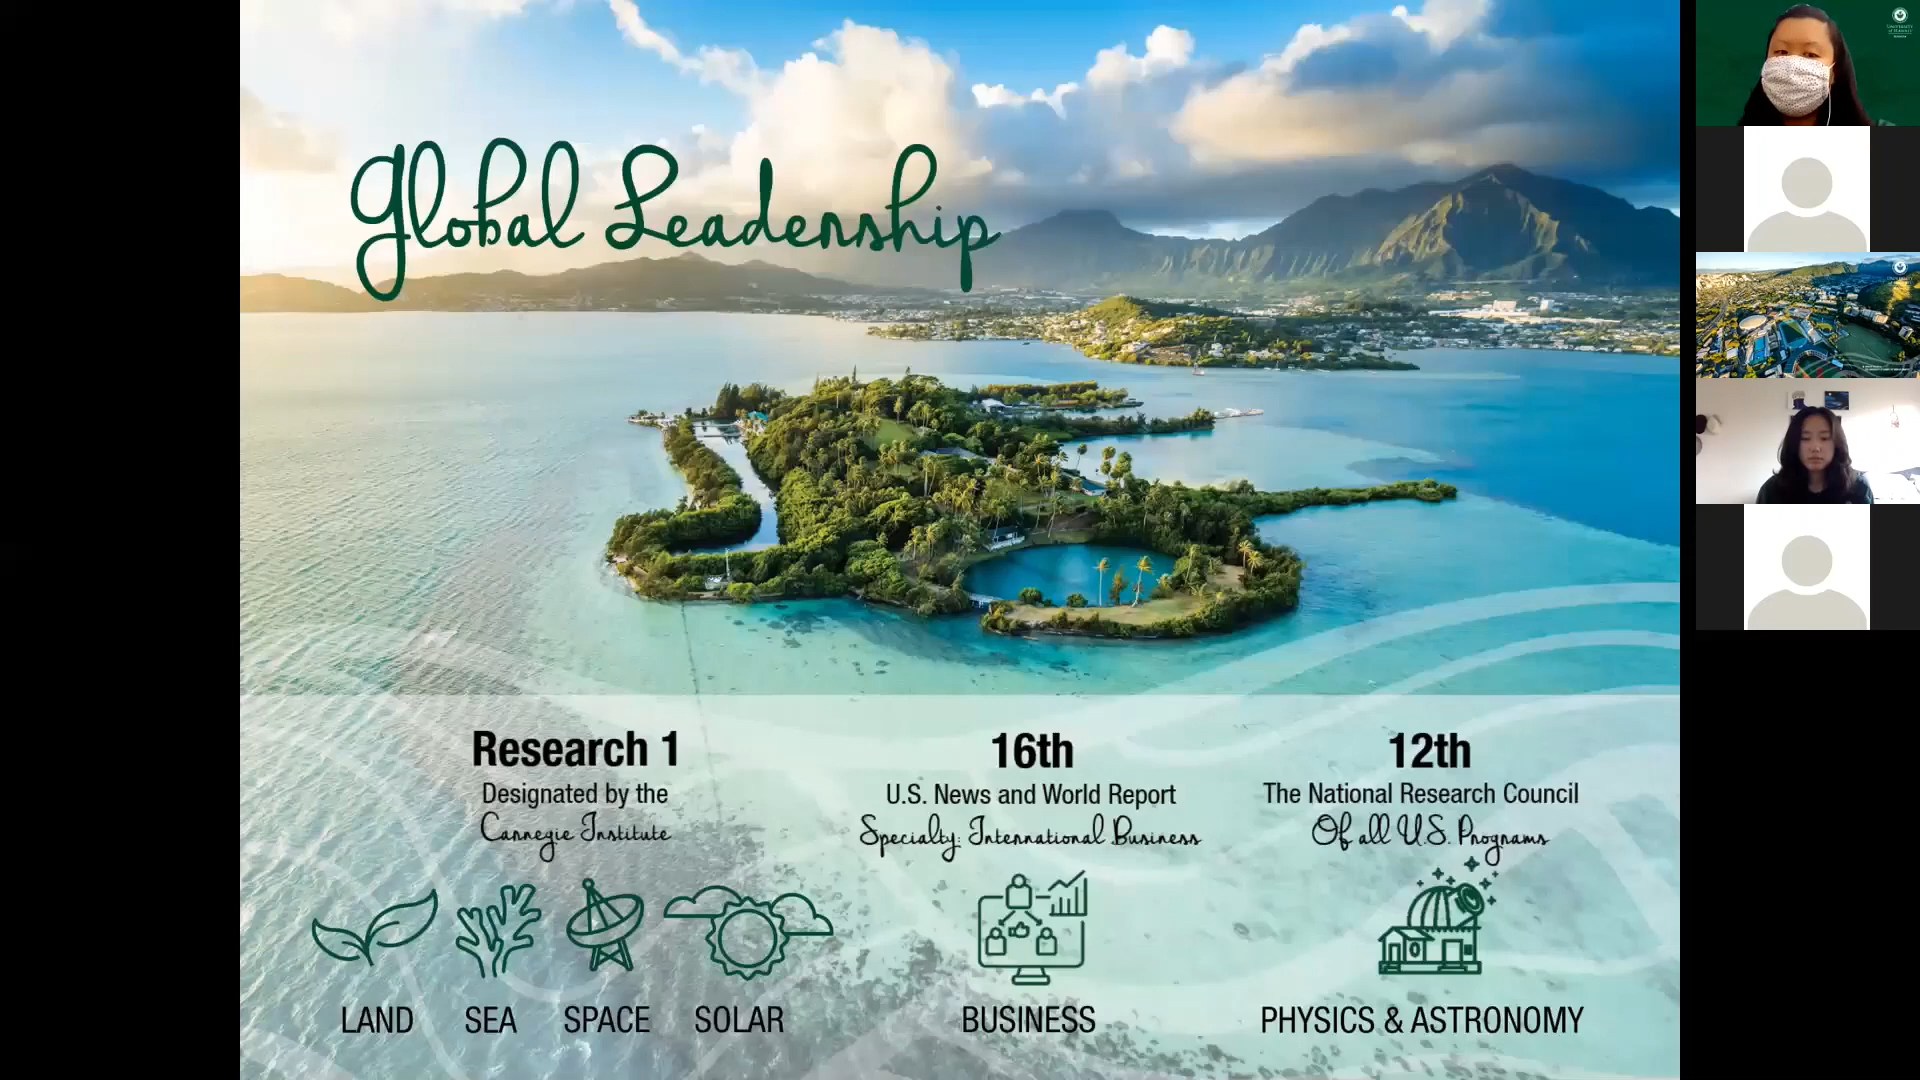 Global Leadership
Research 1
Designated by the
Carnegie Institute
16th
U.S. News and World Report
Specialty: International Business
12th
The National Research Council
Of all U.S. Programs
LAND
SEA
SPACE
SOLAR
BUSINESS
PHYSICS & ASTRONOMY